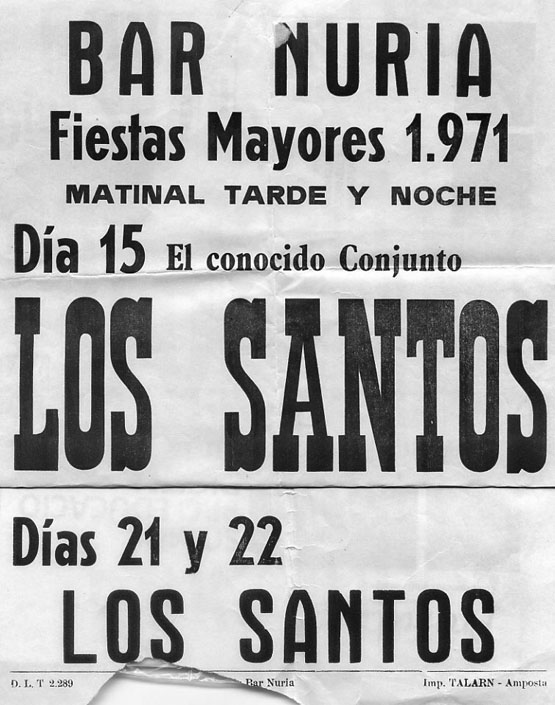 BAR NURIA
Fiestas Mayores 1.971
MATINAL TARDE Y NOCHE
Día 15 El conocido Conjunto
LOS SANTOS
Días 21 y 22
LOS SANTOS
D. L. T 2.289 Bar Nuria Imp. TALARN - Amposta